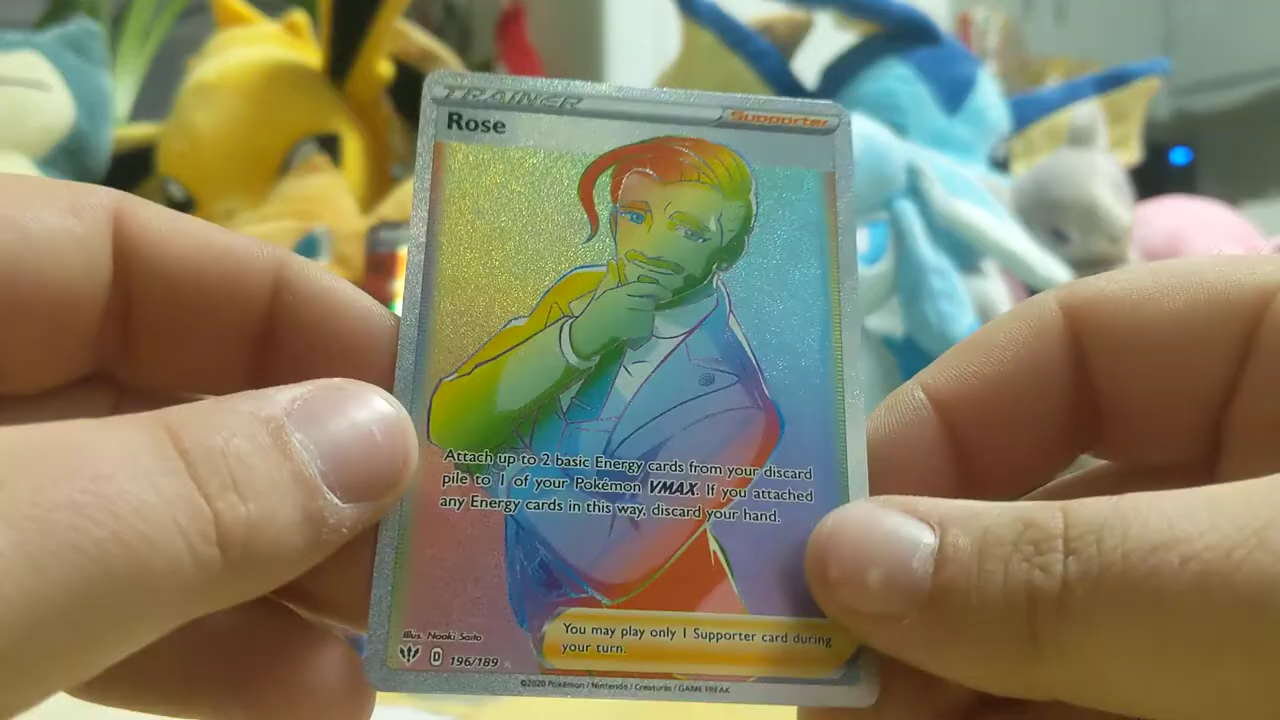 TRAINER
Supporter
Rose
Attach up to 2 basic Energy cards from your discard
pile to 1 of your Pokémon VMAX. If you attached
any Energy cards in this way, discard your hand.
You may play only 1 Supporter card during
your turn.
Illus. Naoki Saito
D 196/189
©2020 Pokémon / Nintendo / Creatures / GAME FREAK